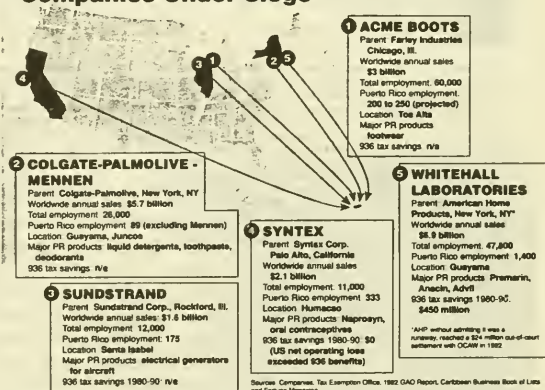 Companies Under Siege
1 ACME BOOTS
Parent Farley Industries
Chicago, Ill.
Worldwide annual sales
$3 billion
Total employment. 60,000
Puerto Rico employment.
200 to 250 (projected)
Location Toa Alta
Major PR products
footwear
936 tax savings n/a
3 1
2 5
4
2 COLGATE-PALMOLIVE -
MENNEN
Parent Colgate-Palmolive, New York, NY
Worldwide annual sales $5.7 billion
Total employment 26,000
Puerto Rico employment 89 (excluding Mennen)
Location: Guayama, Juncos
Major PR products liquid detergents, toothpaste,
deodorants
936 tax savings n/a
3 SUNDSTRAND
Parent Sundstrand Corp., Rockford, Ill.
Worldwide annual sales: $1.6 billion
Total employment 12,000
Puerto Rico employment: 175
Location Santa Isabel
Major PR products electrical generators
for aircraft
936 tax savings 1980-90 n/a
4 SYNTEX
Parent Syntex Corp.
Palo Alto, California
Worldwide annual sales
$2.1 billion
Total employment: 11,000
Puerto Rico employment 333
Location Humacao
Major PR products Naprosyn,
oral contraceptives
936 tax savings 1980-90 $0
(US net operating loss
exceeded 936 benefits)
5 WHITEHALL
LABORATORIES
Parent American Home
Products, New York, NY*
Worldwide annual sales
$6.9 billion
Total employment. 47,800
Puerto Rico employment 1,400
Location Guayama
Major PR products Premarin,
Anacin, Advil
936 tax savings 1980-90:
$450 million
*AHP without admitting it was a
runaway, reached a $24 million out-of-court
settlement with OCAW in 1992
Sources Companies, Tax Exemption Office, 1992 GAO Report, Caribbean Business Book of Lists